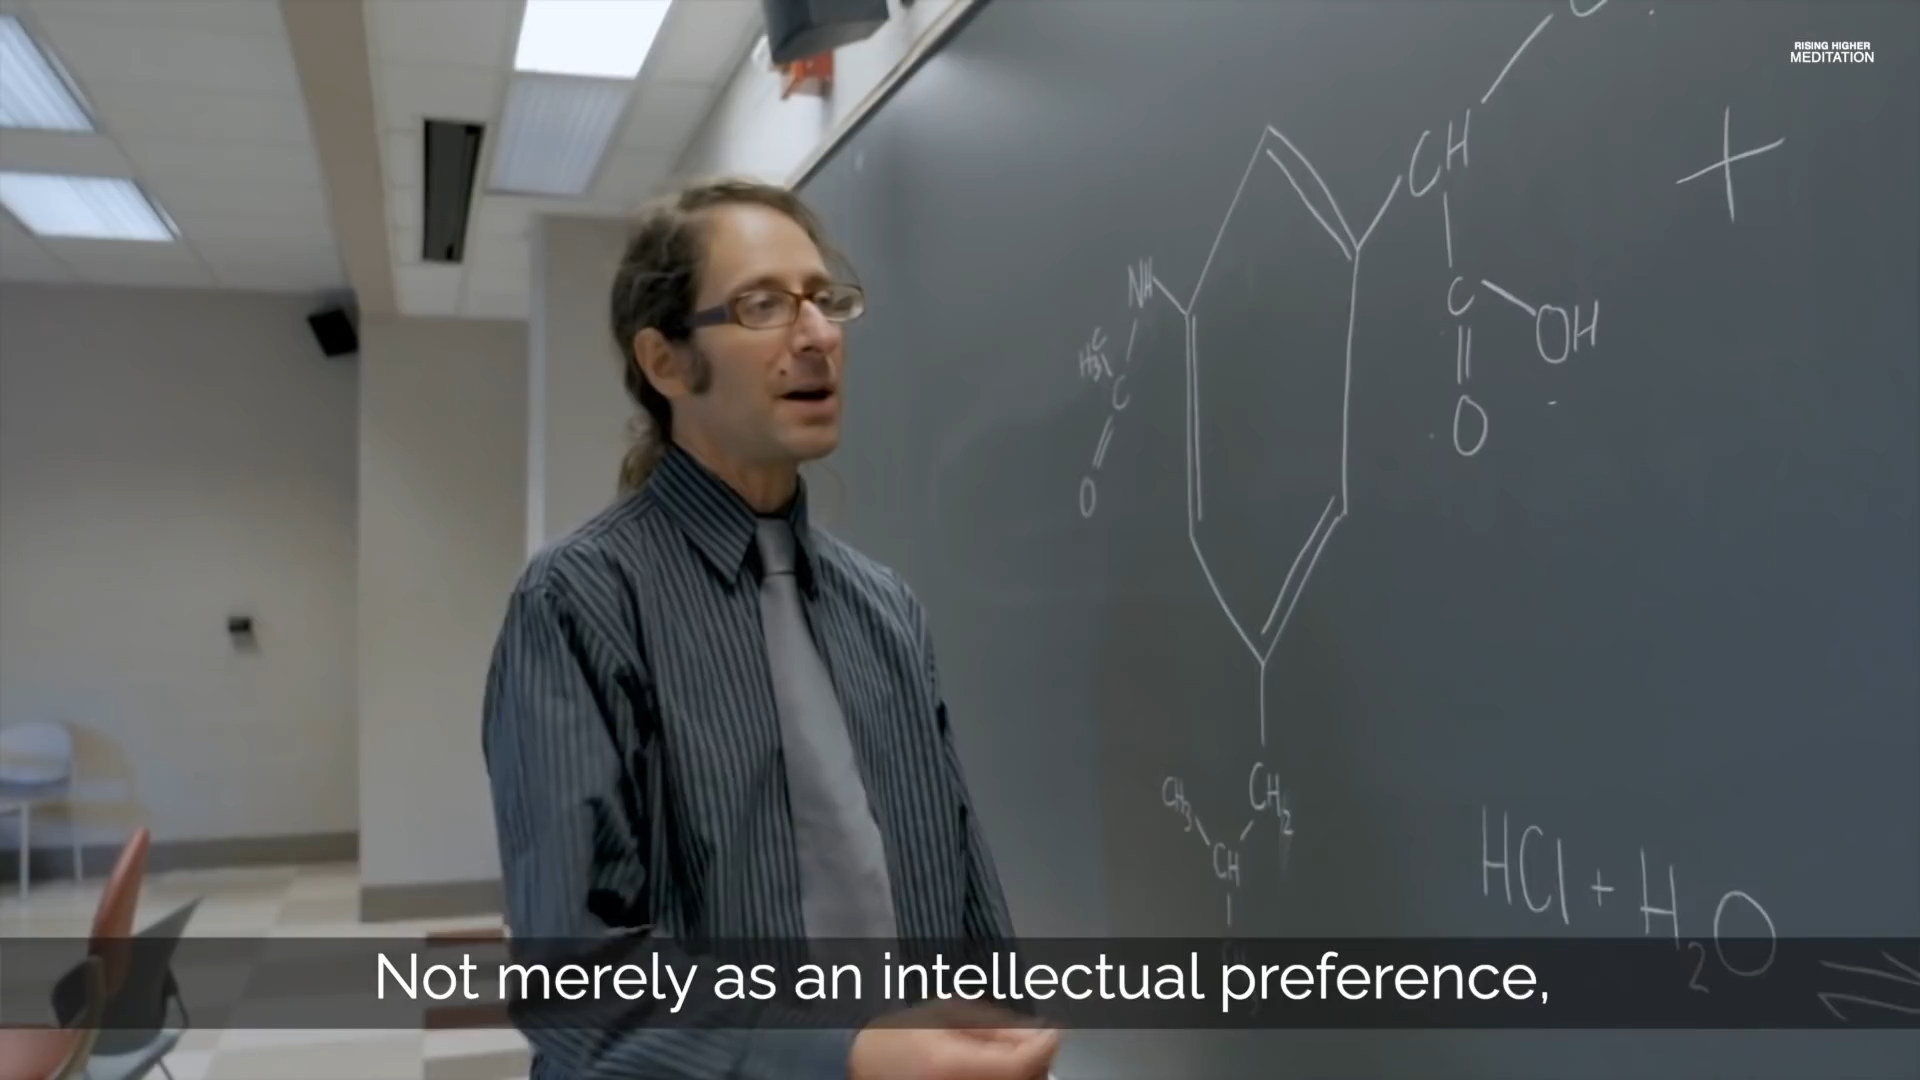 RISING HIGHER
MEDITATION
CH
+
NH
C
OH
H3C
C
O
O
CH3
CH2
CH
HCl + H2O
Not merely as an intellectual preference,